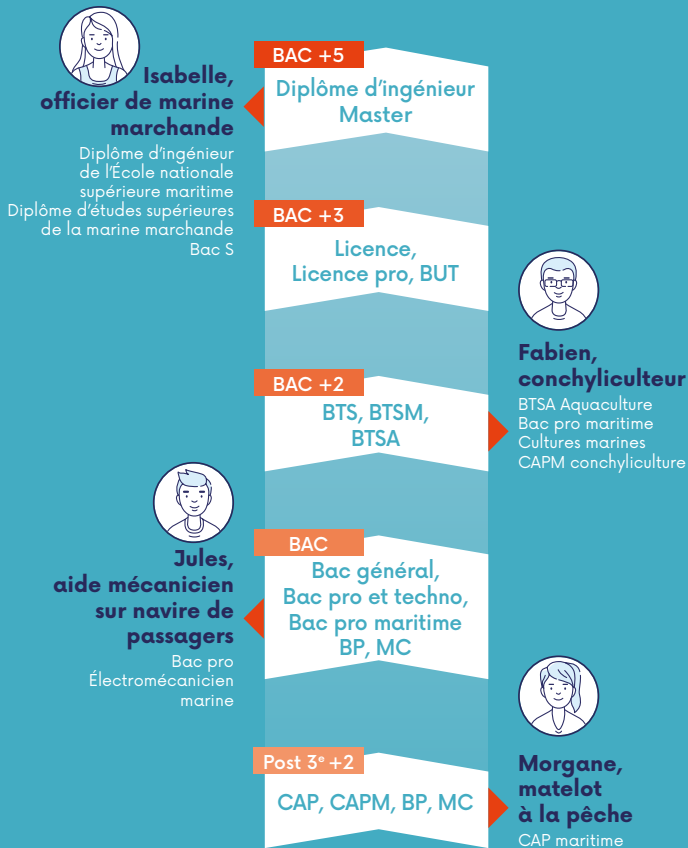 BAC +5
Diplôme d’ingénieur
Master
Isabelle,
officier de marine
marchande
Diplôme d’ingénieur
de l’École nationale
supérieure maritime
Diplôme d’études supérieures
de la marine marchande
Bac S
BAC +3
Licence,
Licence pro, BUT
Fabien,
conchyliculteur
BTSA Aquaculture
Bac pro maritime
Cultures marines
CAPM conchyliculture
BAC +2
BTS, BTSM,
BTSA
Jules,
aide mécanicien
sur navire de
passagers
Bac pro
Électromécanicien
marine
BAC
Bac général,
Bac pro et techno,
Bac pro maritime
BP, MC
Post 3ᵉ +2
CAP, CAPM, BP, MC
Morgane,
matelot
à la pêche
CAP maritime